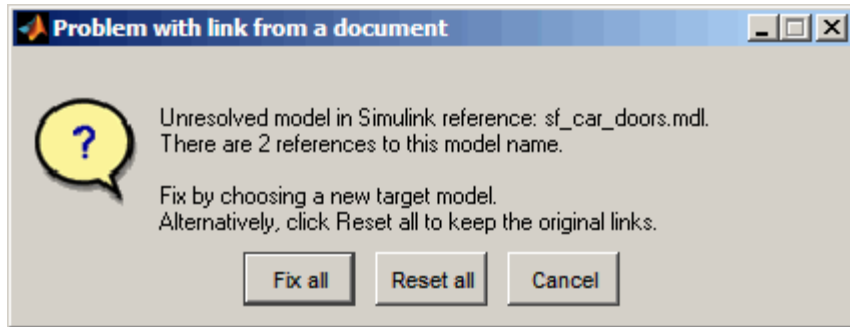 Problem with link from a document
?
Unresolved model in Simulink reference: sf_car_doors.mdl.
There are 2 references to this model name.
Fix by choosing a new target model.
Alternatively, click Reset all to keep the original links.
Fix all Reset all Cancel